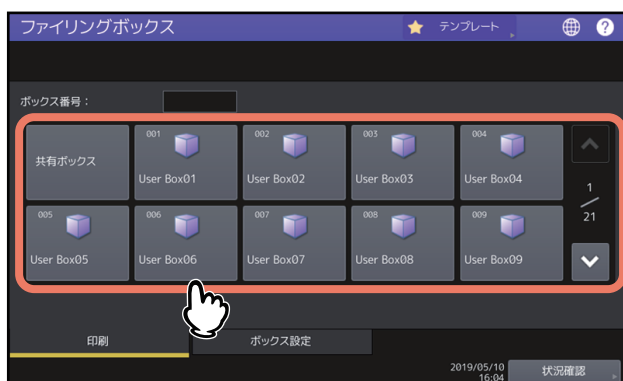 ファイリングボックス
テンプレート
?
ボックス番号：
共有ボックス
001
User Box01
002
User Box02
003
User Box03
004
User Box04
1
21
005
User Box05
006
User Box06
007
User Box07
008
User Box08
009
User Box09
印刷
ボックス設定
2019/05/10
16:04
状況確認